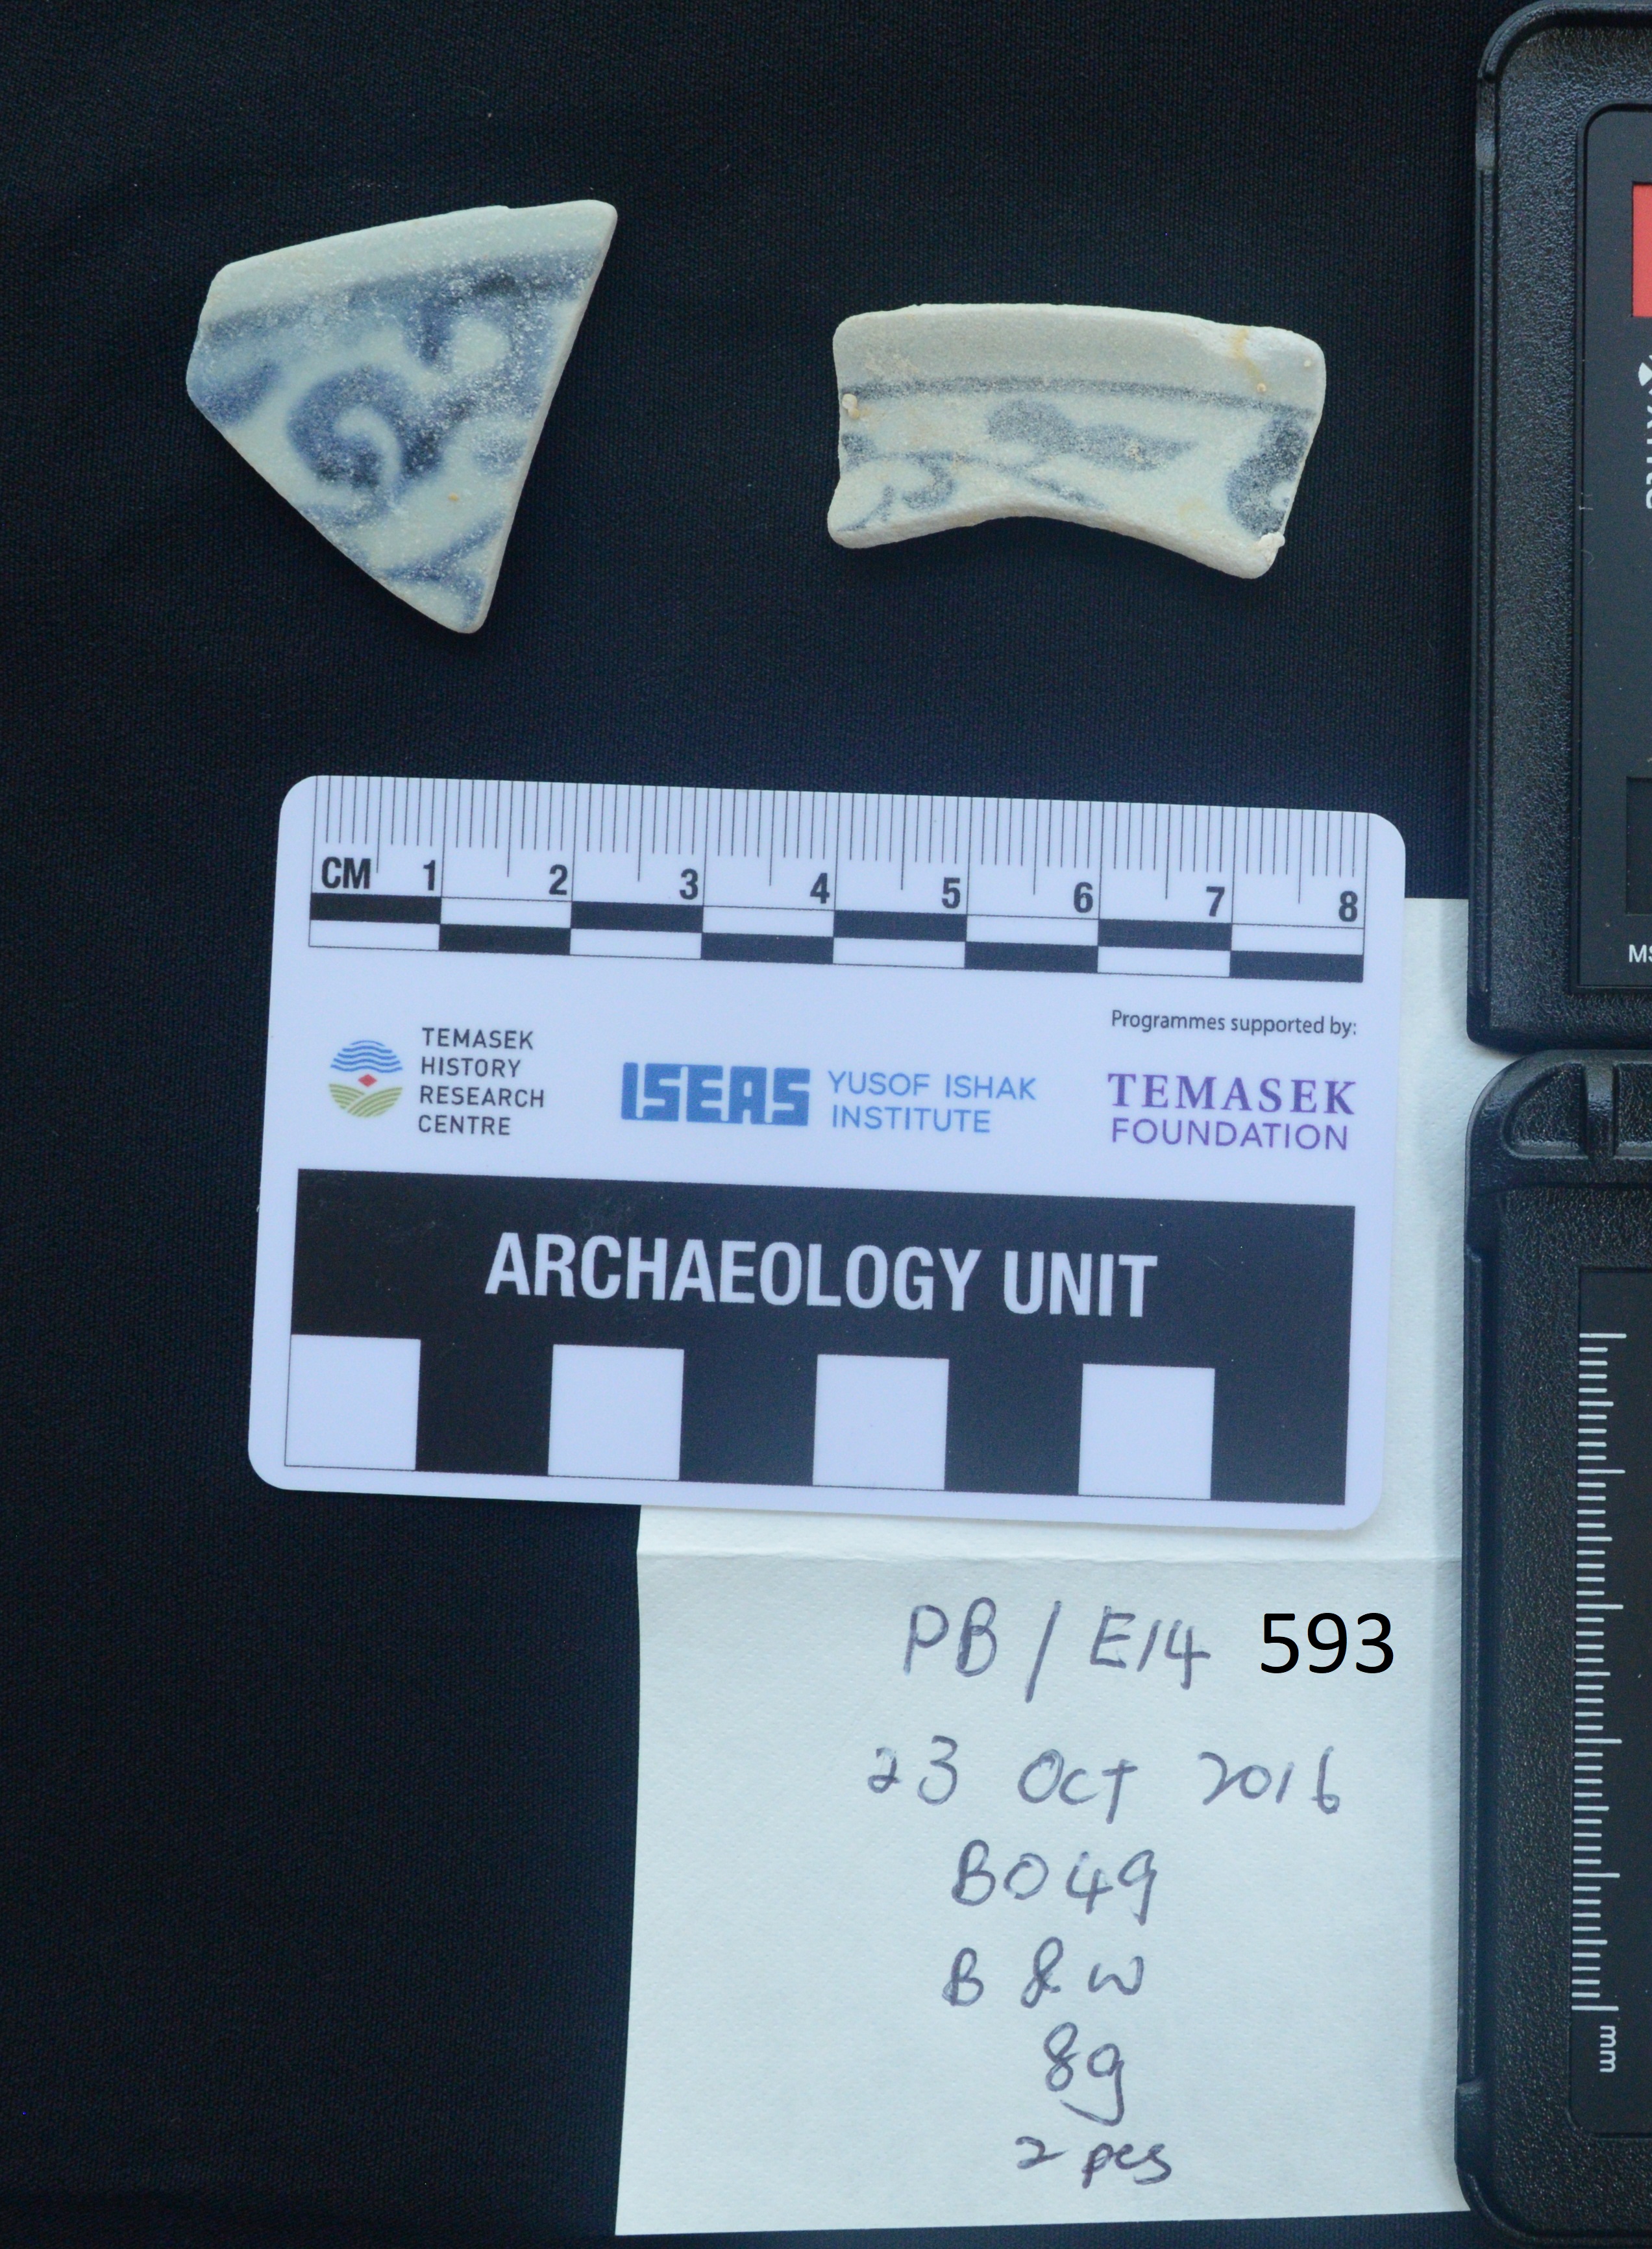 CM 1 2 3 4 5 6 7 8
Programmes supported by:
TEMASEK
HISTORY
RESEARCH
CENTRE
ISEAS YUSOF ISHAK
INSTITUTE
TEMASEK
FOUNDATION
ARCHAEOLOGY UNIT
PB / E14 593
23 Oct 2016
B049
B & W
8g
2 pcs
mm